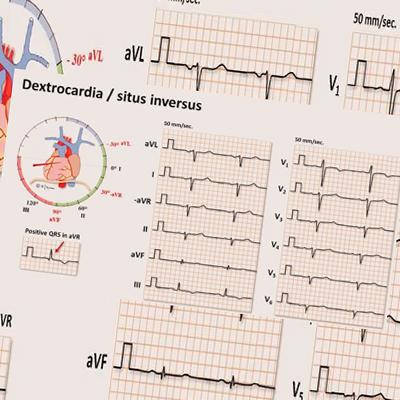 mm/sec.
50 mm/sec.
- 30° aVL
aVL
V1
Dextrocardia / situs inversus
50 mm/sec.
50 mm/sec.
- 30° aVL
0° I
30° -aVR
120°
60°
III
90°
II
aVF
aVL
I
-aVR
II
aVF
III
V1
V2
V3
V4
V5
V6
Positive QRS in aVR
VR
aVF
V5